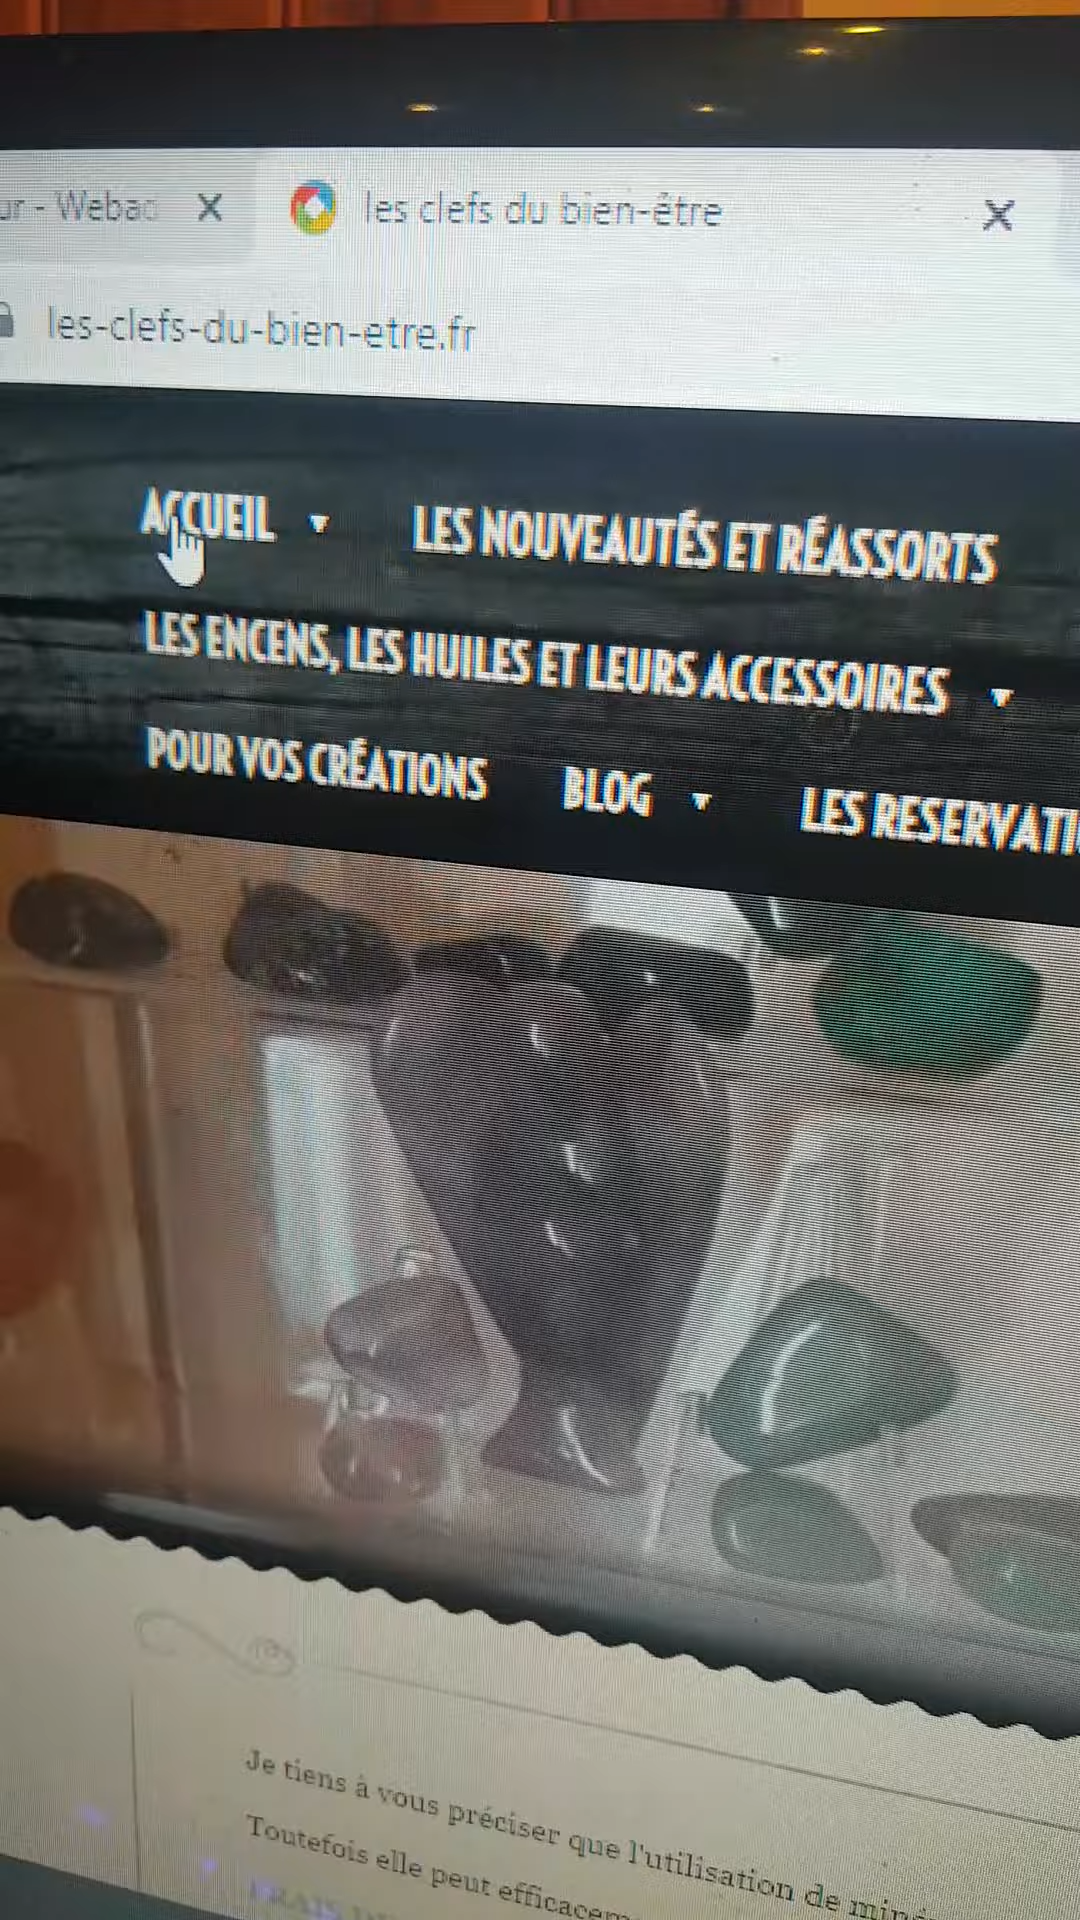 ur - Webac
les clefs du bien-être
les-clefs-du-bien-etre.fr
ACCUEIL
LES NOUVEAUTÉS ET RÉASSORTS
LES ENCENS, LES HUILES ET LEURS ACCESSOIRES
POUR VOS CRÉATIONS
BLOG
LES RESERVATI
Je tiens à vous préciser que l'utilisation de miné
Toutefois elle peut efficacem